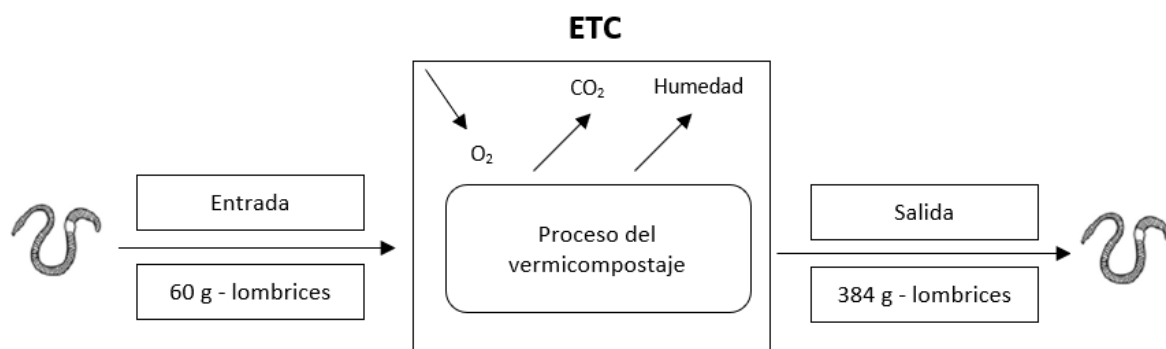 ETC
CO₂
Humedad
O₂
Entrada
60 g - lombrices
Proceso del
vermicompostaje
Salida
384 g - lombrices